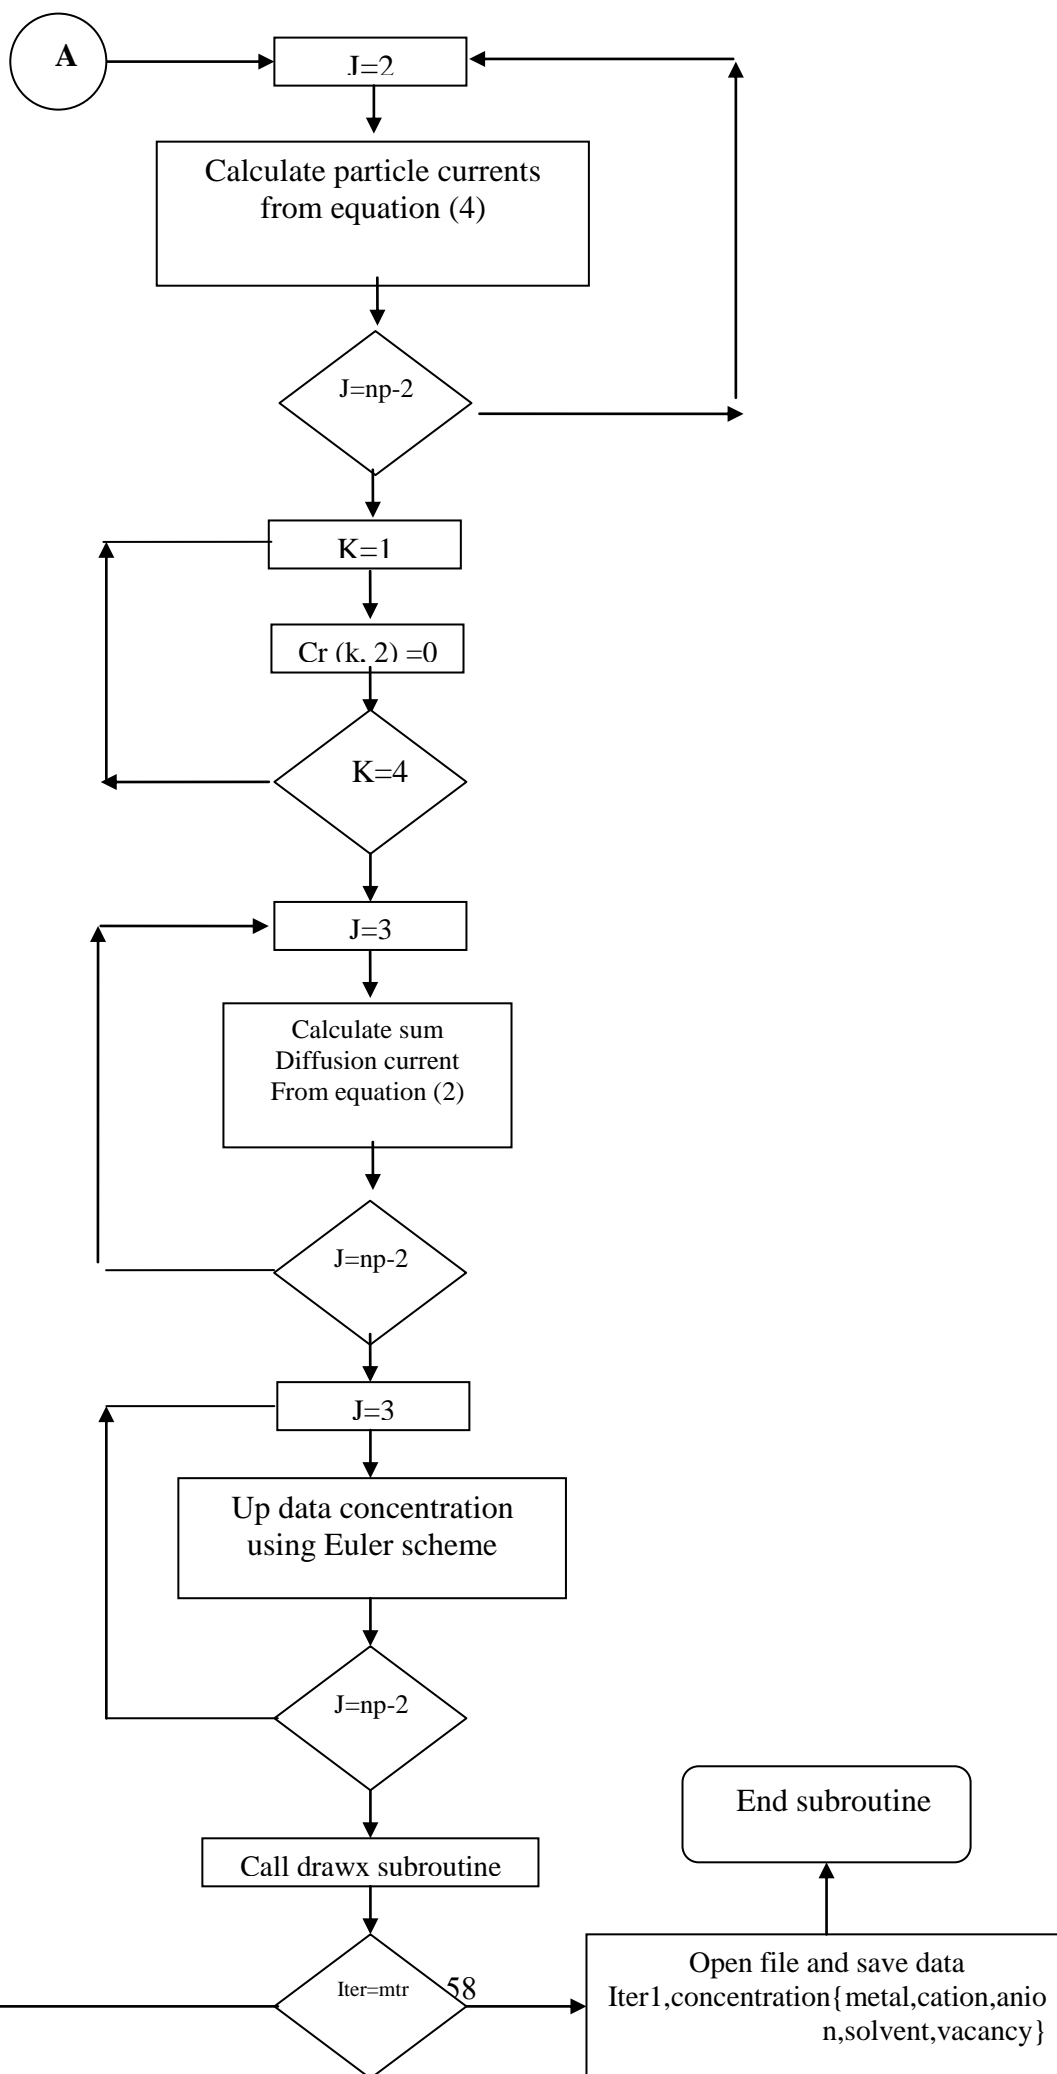 A
J=2
Calculate particle currents
from equation (4)
J=np-2
K=1
Cr (k, 2) =0
K=4
J=3
Calculate sum
Diffusion current
From equation (2)
J=np-2
J=3
Up data concentration
using Euler scheme
J=np-2
End subroutine
Call drawx subroutine
Iter=mtr
58
Open file and save data
Iter1,concentration{metal,cation,anio
n,solvent,vacancy}